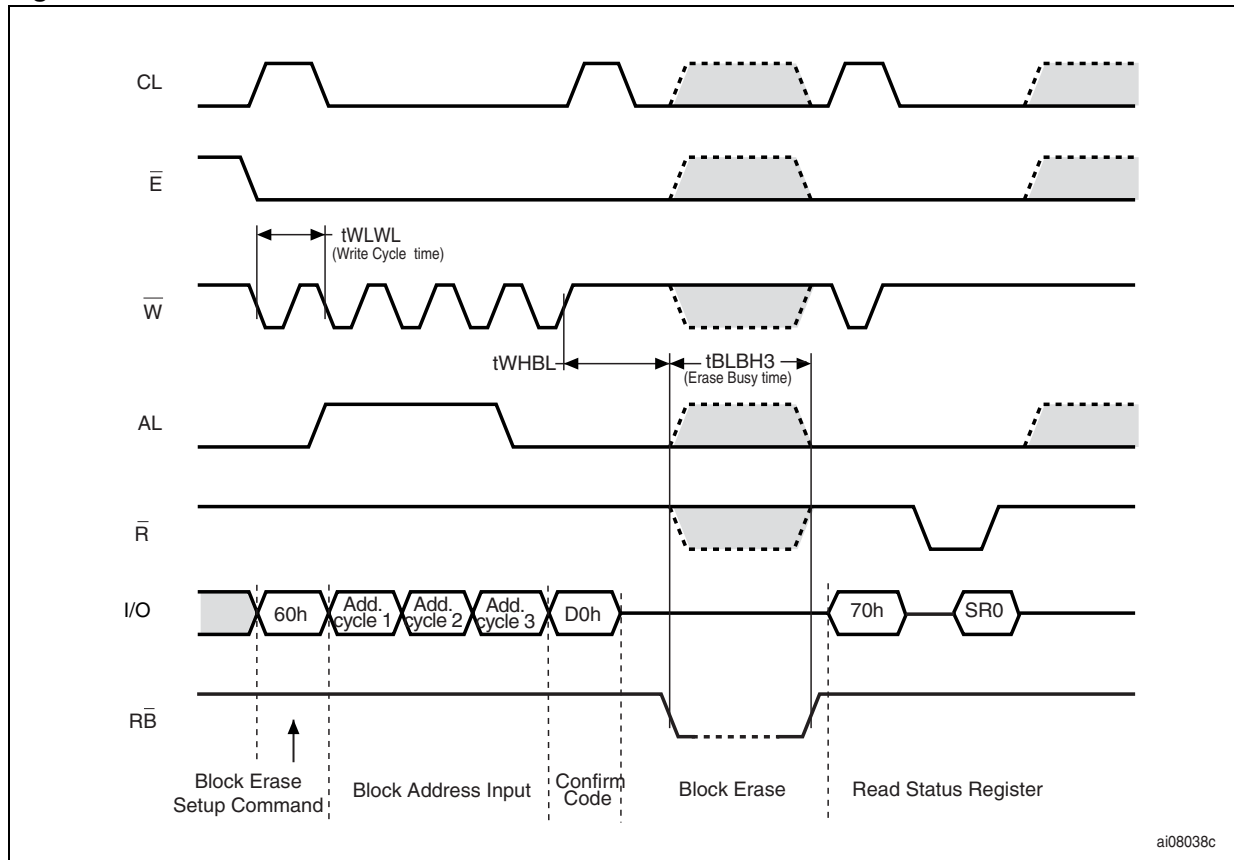 CL
E
tWLWL
(Write Cycle time)
W
tWHBL
tBLBH3
(Erase Busy time)
AL
R
I/O
60h
Add. cycle 1
Add. cycle 2
Add. cycle 3
D0h
70h
SR0
RB
Block Erase
Setup Command
Block Address Input
Confirm
Code
Block Erase
Read Status Register
ai08038c